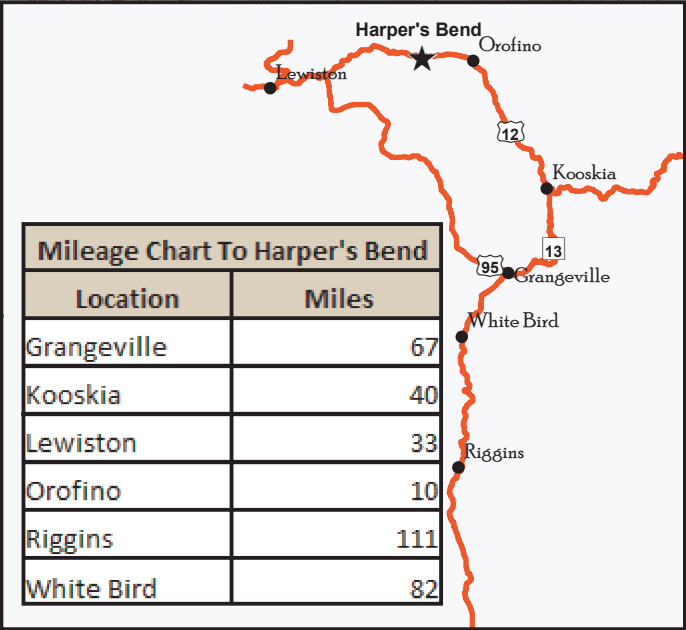 Harper's Bend
Orofino
Lewiston
12
Kooskia
13
95
Grangeville
White Bird
Riggins
Mileage Chart To Harper's Bend
Location Miles
Grangeville 67
Kooskia 40
Lewiston 33
Orofino 10
Riggins 111
White Bird 82